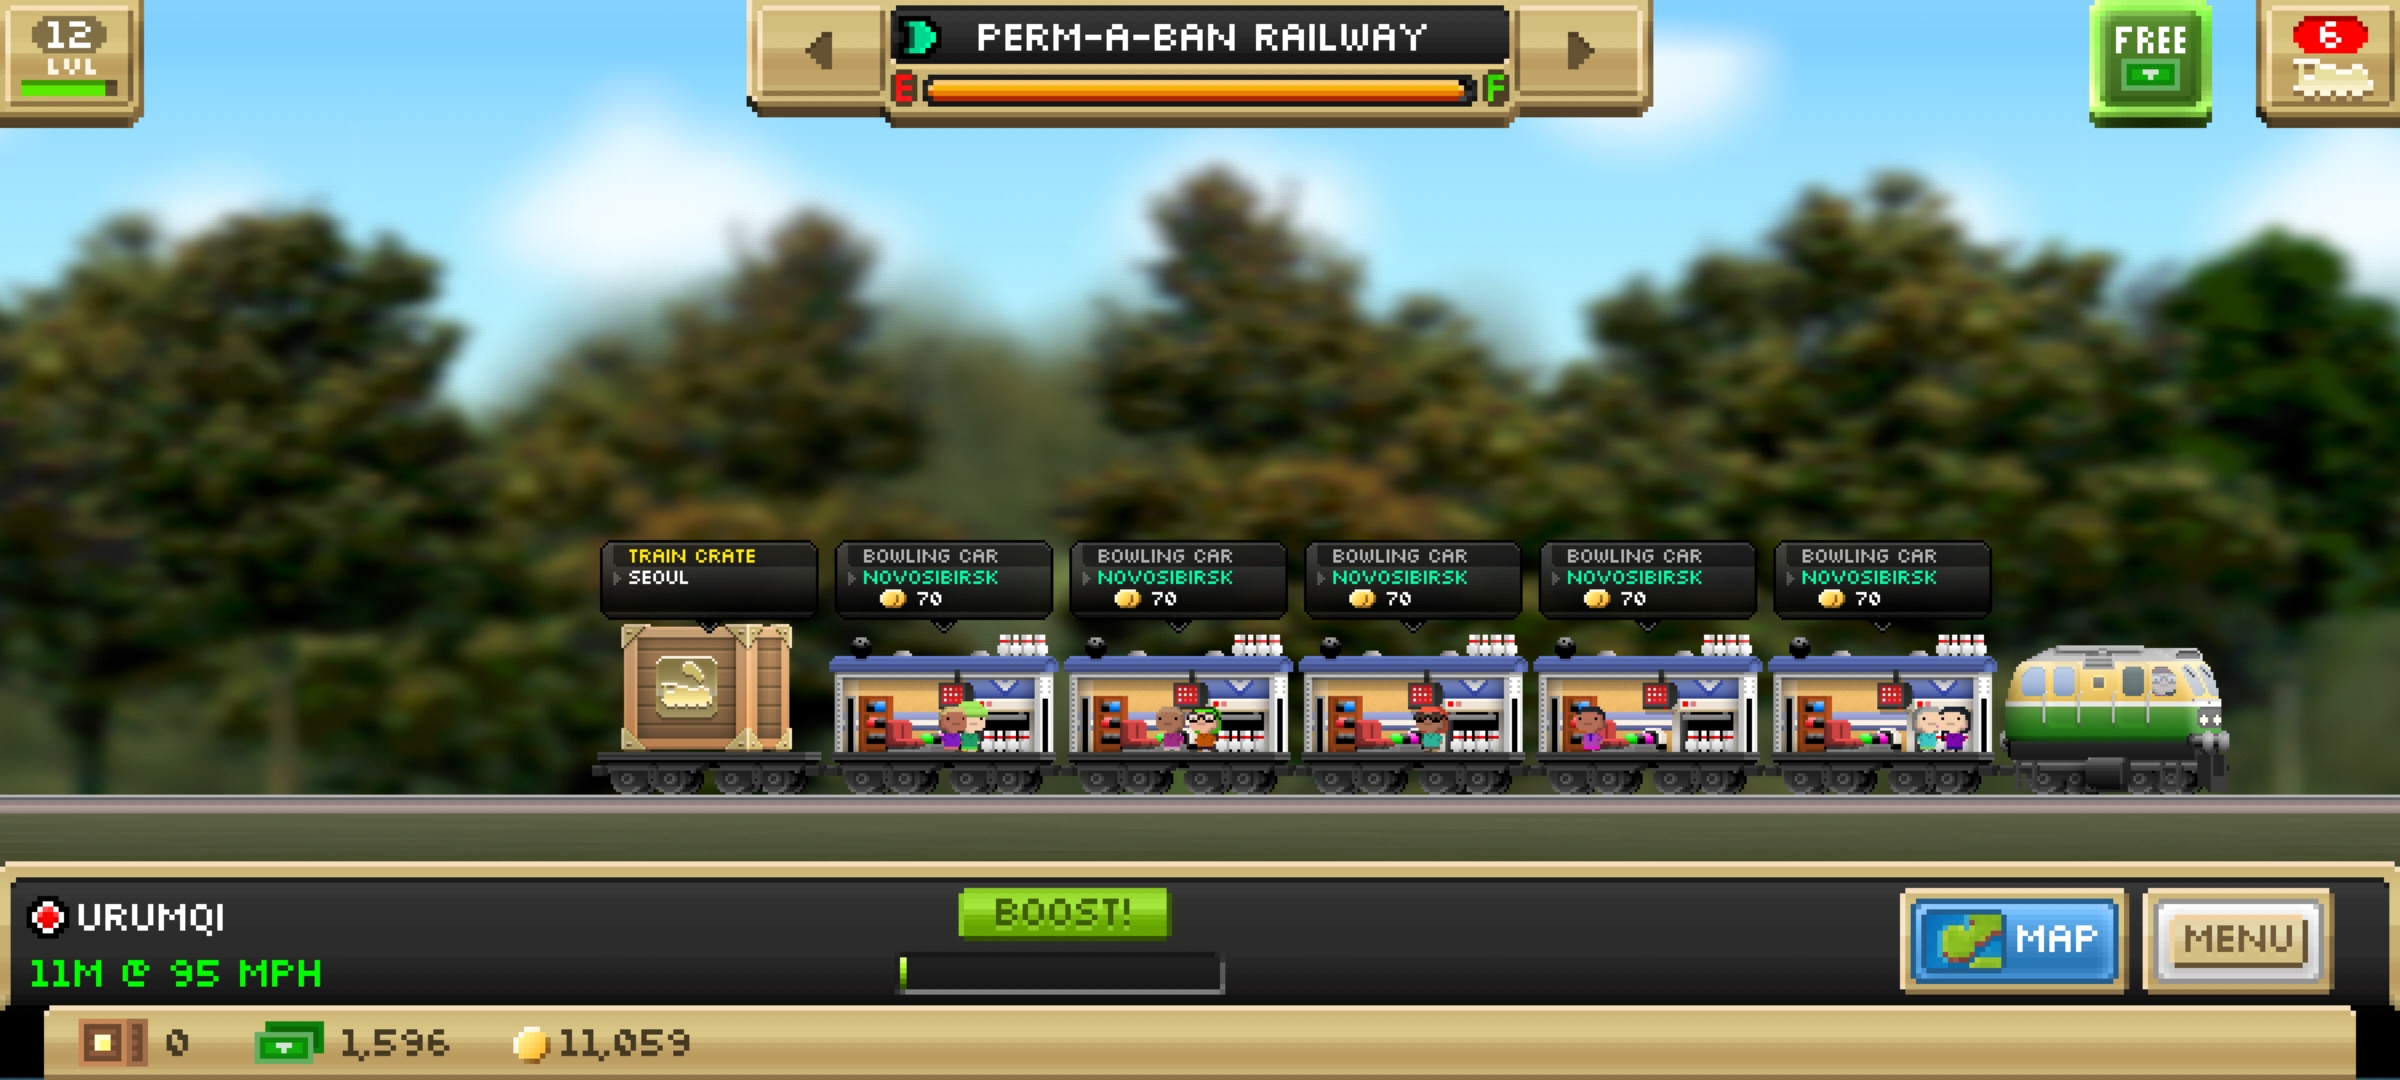 12
LVL
PERM-A-BAN RAILWAY
E
F
FREE
6
TRAIN CRATE
SEOUL
BOWLING CAR
NOVOSIBIRSK
70
BOWLING CAR
NOVOSIBIRSK
70
BOWLING CAR
NOVOSIBIRSK
70
BOWLING CAR
NOVOSIBIRSK
70
BOWLING CAR
NOVOSIBIRSK
70
URUMQI
11M @ 95 MPH
BOOST!
MAP
MENU
0
1,596
11,059